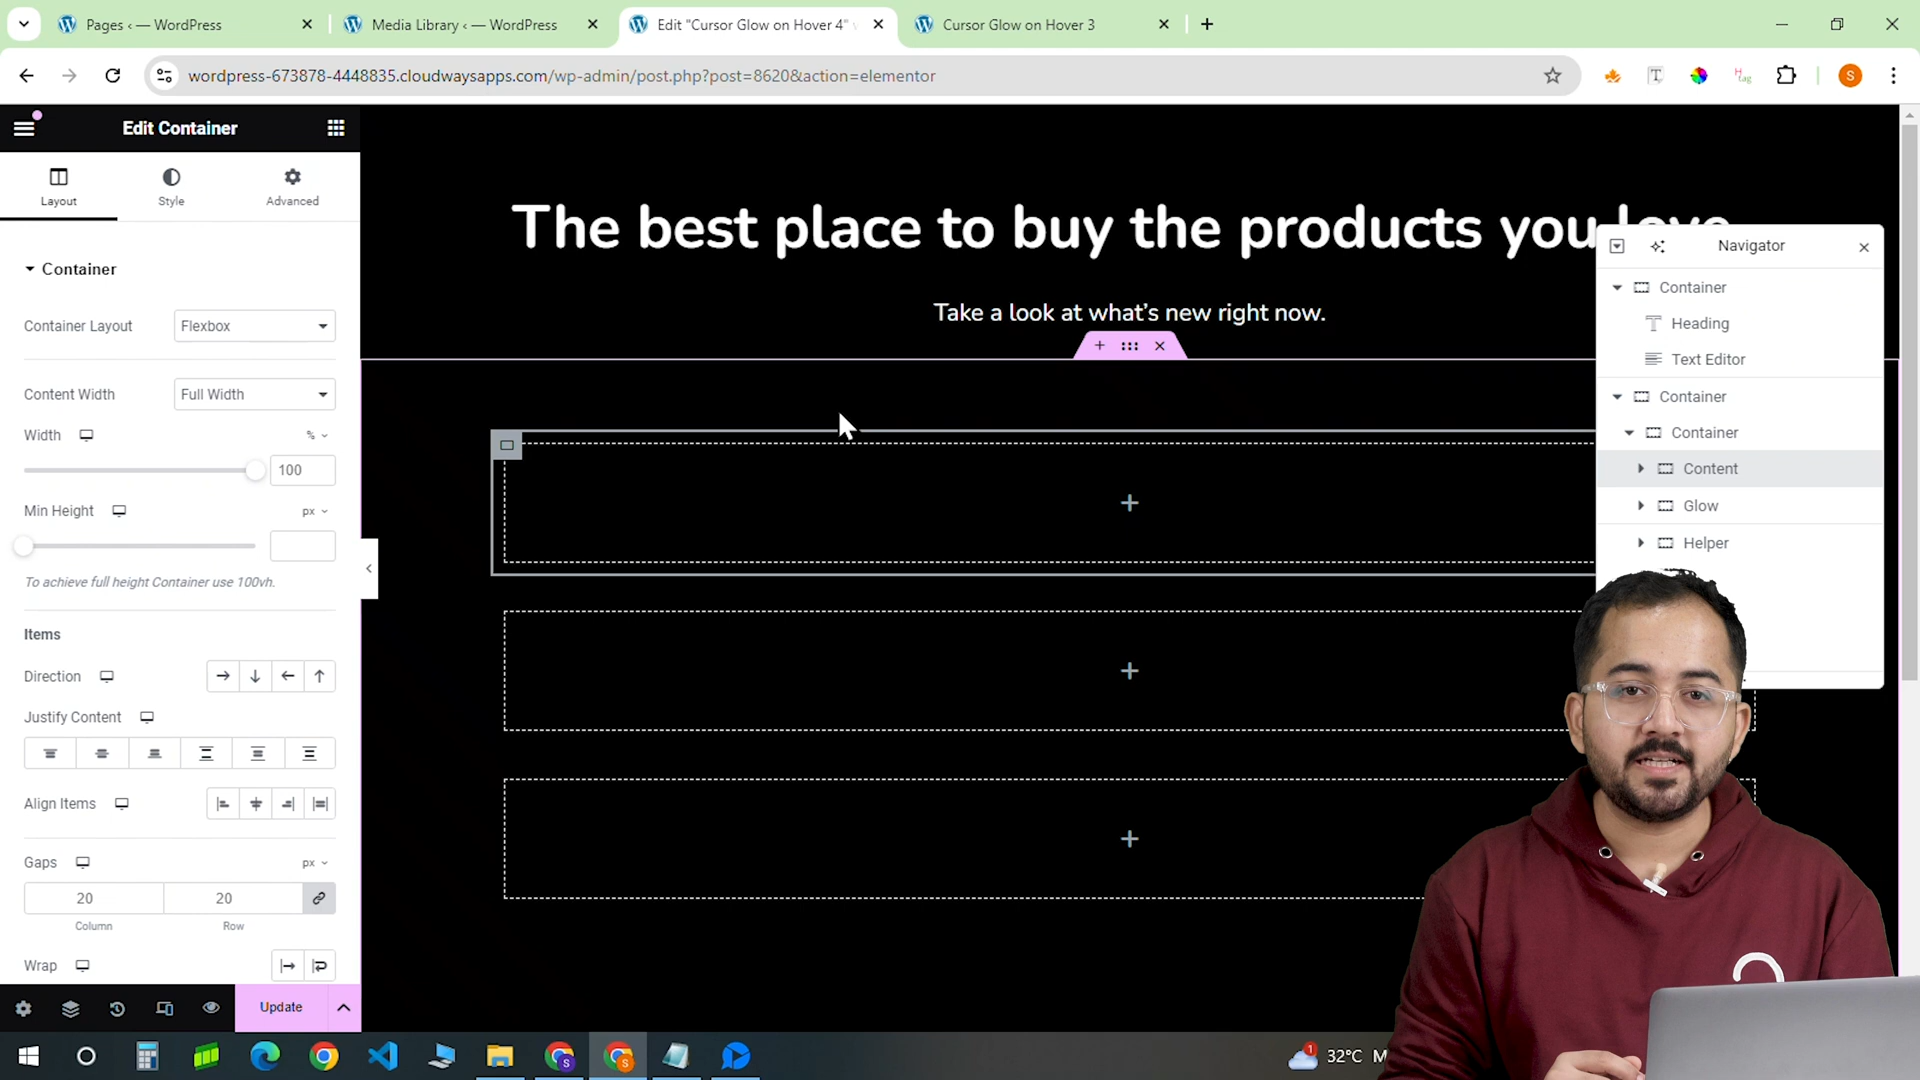 Pages ‹ — WordPress
Media Library ‹ — WordPress
Edit "Cursor Glow on Hover 4"
Cursor Glow on Hover 3
wordpress-673878-4448835.cloudwaysapps.com/wp-admin/post.php?post=8620&action=elementor
S
Edit Container
Layout
Style
Advanced
Container
Container Layout
Flexbox
Content Width
Full Width
Width
%
100
Min Height
px
To achieve full height Container use 100vh.
Items
Direction
Justify Content
Align Items
Gaps
px
20
20
Column
Row
Wrap
Update
The best place to buy the products you love
Take a look at what's new right now.
Navigator
Container
Heading
Text Editor
Container
Container
Content
Glow
Helper
1
32°C